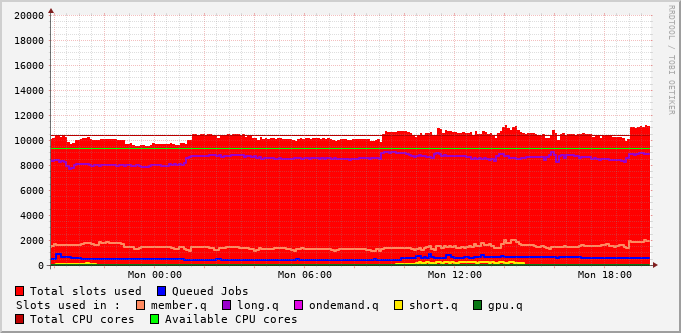 RRDTOOL / TOBI OETIKER
20000
18000
16000
14000
12000
10000
8000
6000
4000
2000
0
Mon 00:00 Mon 06:00 Mon 12:00 Mon 18:00
Total slots used Queued Jobs
Slots used in : member.q long.q ondemand.q short.q gpu.q
Total CPU cores Available CPU cores